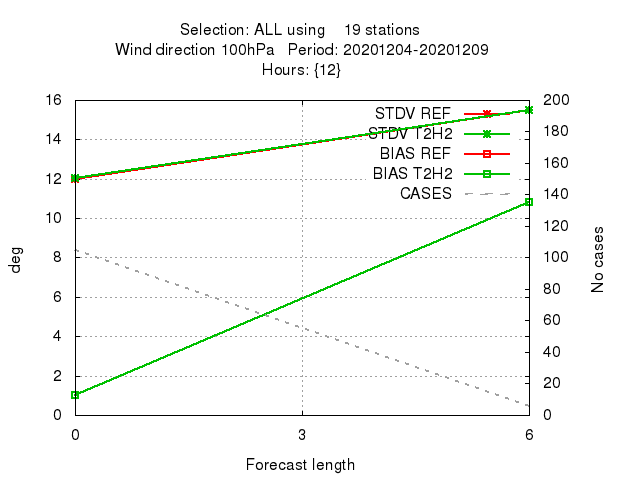 Selection: ALL using 19 stations
Wind direction 100hPa Period: 20201204-20201209
Hours: {12}
16 200
STDV REF
14 180
STDV T2H2
12 160
BIAS REF
BIAS T2H2
10 140
CASES
8 120
6 100
4 80
2 60
0 40
20
0
deg
No cases
0 3 6
Forecast length